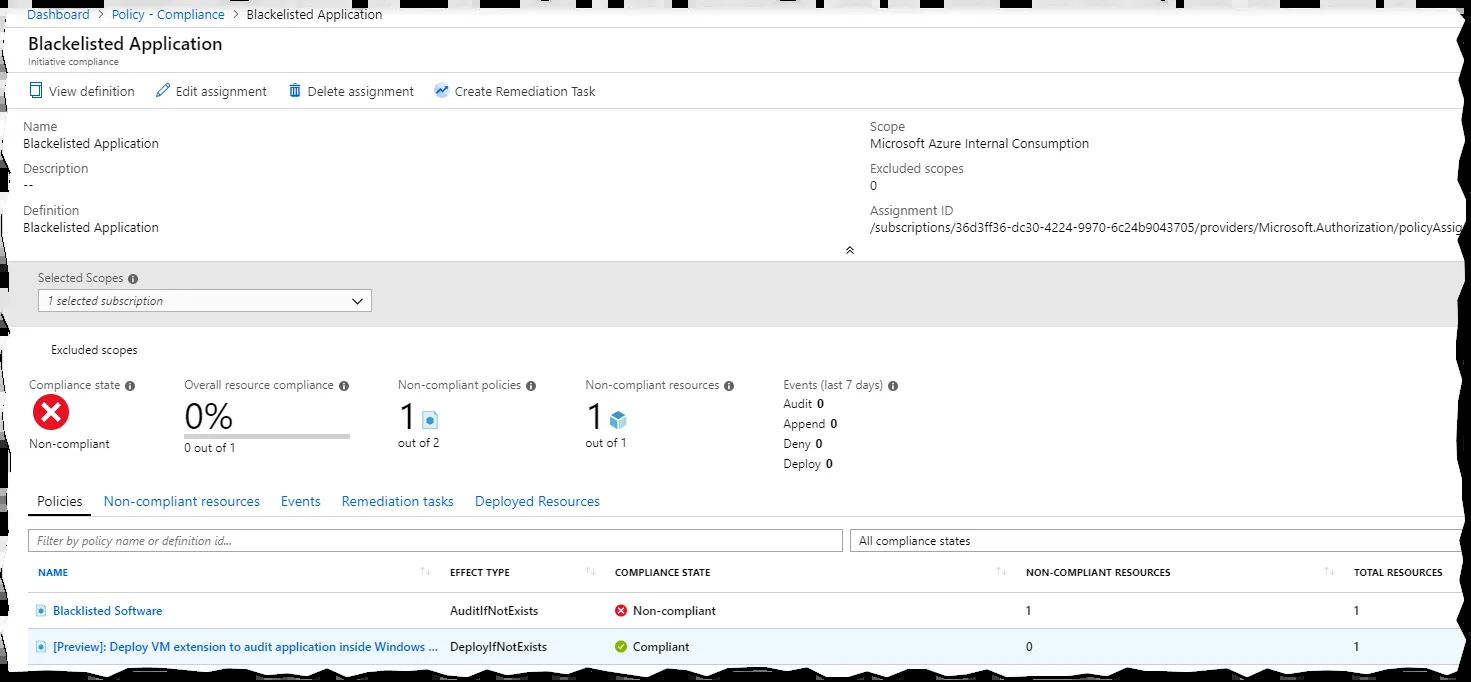 Dashboard > Policy - Compliance > Blackelisted Application
Blackelisted Application
Initiative compliance
View definition Edit assignment Delete assignment Create Remediation Task
Name
Blackelisted Application
Description
--
Definition
Blackelisted Application
Scope
Microsoft Azure Internal Consumption
Excluded scopes
0
Assignment ID
/subscriptions/36d3ff36-dc30-4224-9970-6c24b9043705/providers/Microsoft.Authorization/policyAssig
Selected Scopes
1 selected subscription
Excluded scopes
Compliance state
Non-compliant
Overall resource compliance
0%
0 out of 1
Non-compliant policies
1
out of 2
Non-compliant resources
1
out of 1
Events (last 7 days)
Audit 0
Append 0
Deny 0
Deploy 0
Policies Non-compliant resources Events Remediation tasks Deployed Resources
Filter by policy name or definition id... All compliance states
NAME EFFECT TYPE COMPLIANCE STATE NON-COMPLIANT RESOURCES TOTAL RESOURCES
Blacklisted Software AuditIfNotExists Non-compliant 1 1
[Preview]: Deploy VM extension to audit application inside Windows ... DeployIfNotExists Compliant 0 1